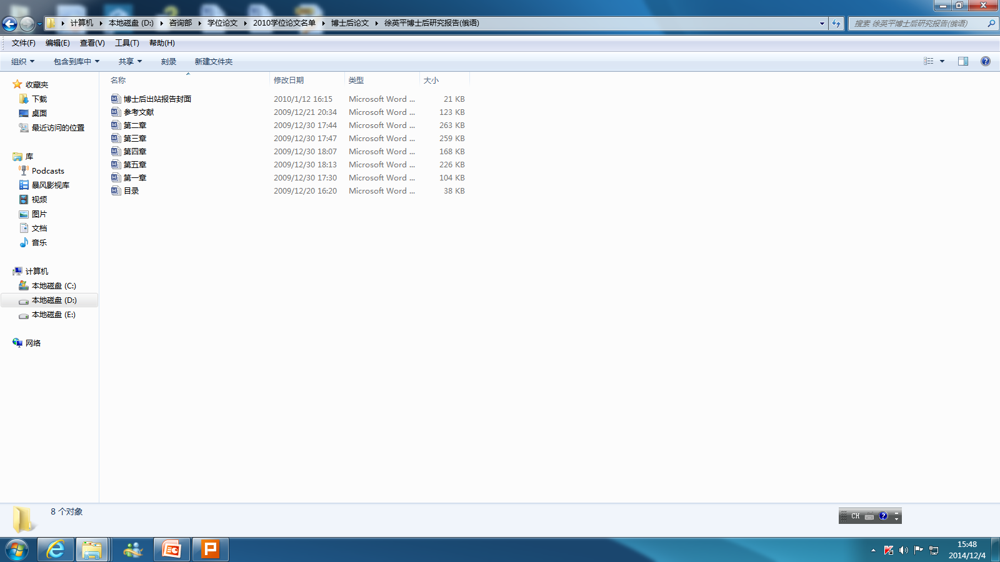 计算机 本地磁盘 (D:) 咨询部 学位论文 2010学位论文名单 博士后论文 徐英平博士后研究报告(俄语)
搜索 徐英平博士后研究报告(俄语)
文件(F) 编辑(E) 查看(V) 工具(T) 帮助(H)
组织 包含到库中 共享 刻录 新建文件夹
收藏夹
下载
桌面
最近访问的位置
库
Podcasts
暴风影视库
视频
图片
文档
音乐
计算机
本地磁盘 (C:)
本地磁盘 (D:)
本地磁盘 (E:)
网络
名称 修改日期 类型 大小
博士后出站报告封面 2010/1/12 16:15 Microsoft Word ... 21 KB
参考文献 2009/12/21 20:34 Microsoft Word ... 123 KB
第二章 2009/12/30 17:44 Microsoft Word ... 263 KB
第三章 2009/12/30 17:47 Microsoft Word ... 259 KB
第四章 2009/12/30 18:07 Microsoft Word ... 168 KB
第五章 2009/12/30 18:13 Microsoft Word ... 226 KB
第一章 2009/12/30 17:30 Microsoft Word ... 104 KB
目录 2009/12/20 16:20 Microsoft Word ... 38 KB
8 个对象
CH
15:48
2014/12/4